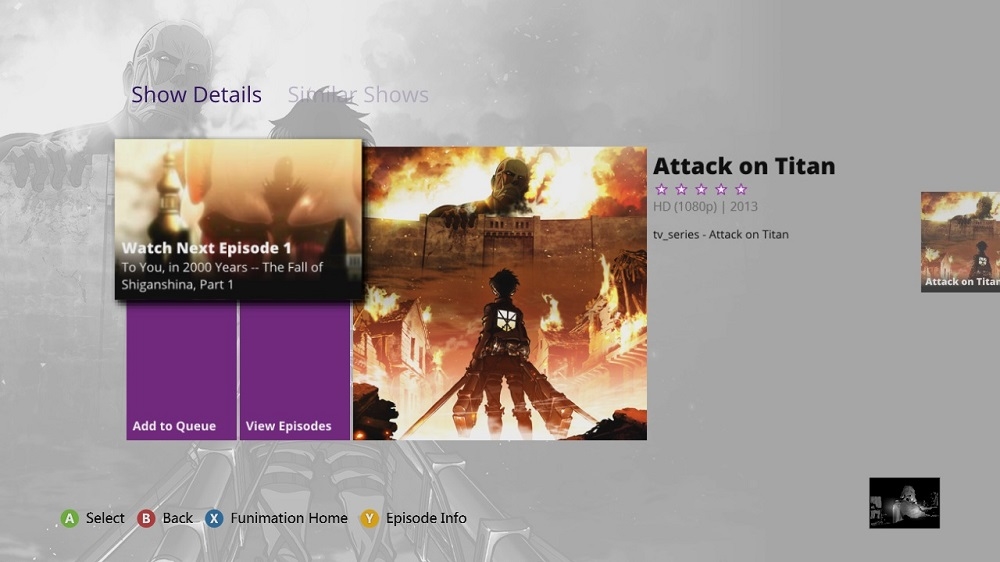 Show Details
Similar Shows
Watch Next Episode 1
To You, in 2000 Years -- The Fall of
Shiganshina, Part 1
Add to Queue
View Episodes
Attack on Titan
HD (1080p) | 2013
tv_series - Attack on Titan
Attack on Titan
A Select
B Back
X Funimation Home
Y Episode Info